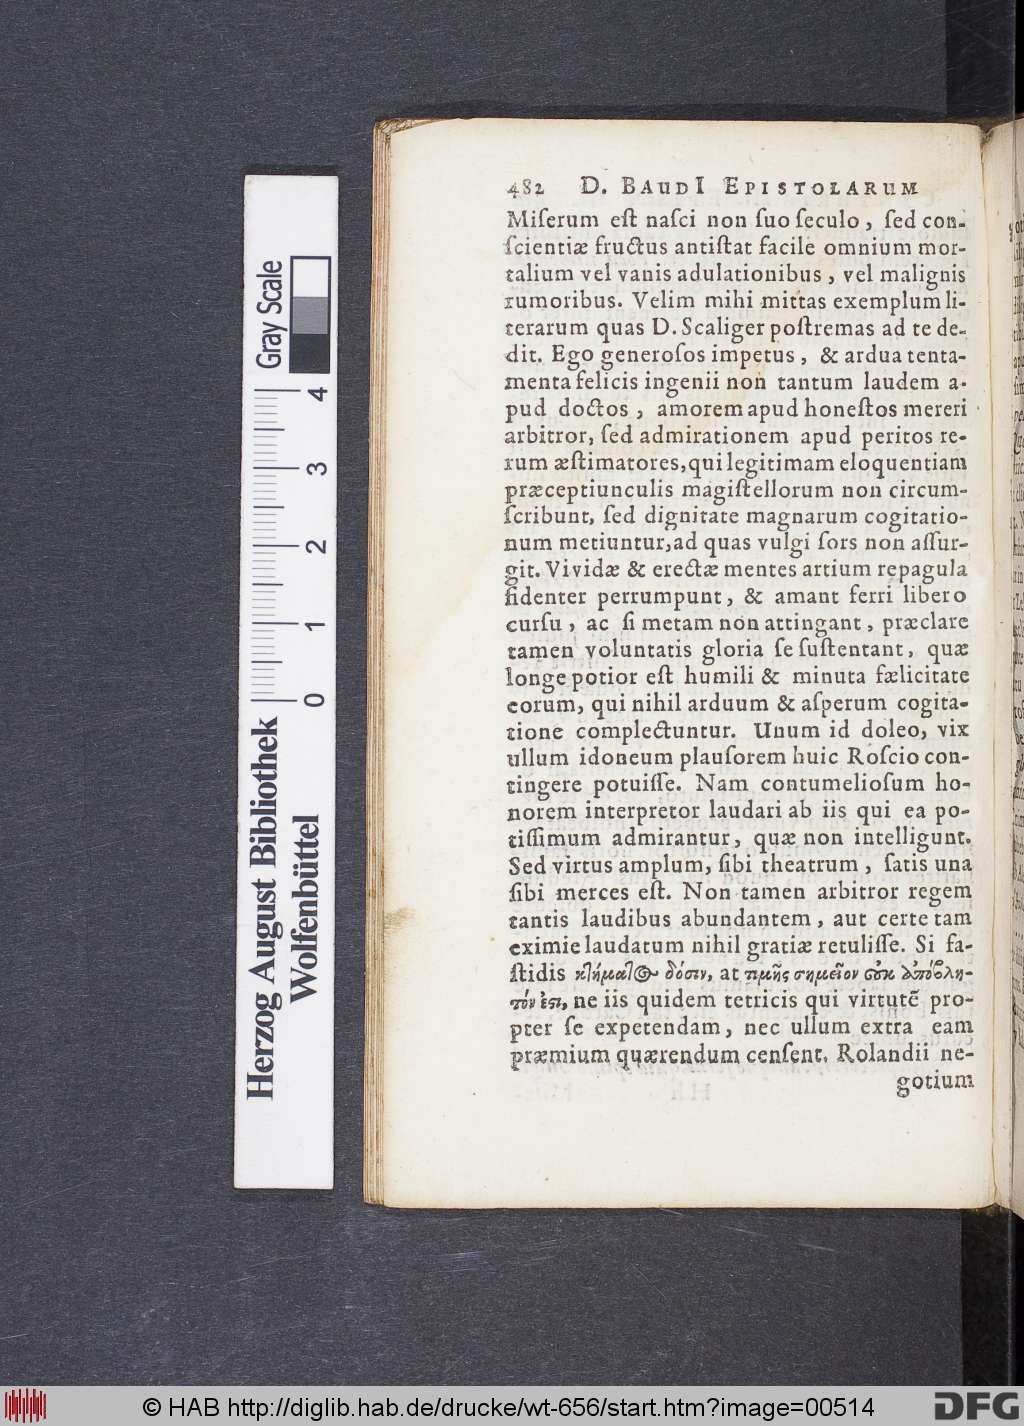 482 D. BAUDI EPISTOLARUM
Miſerum eſt naſci non ſuo ſeculo, ſed con-
ſcientiæ fructus antiſtat facile omnium mor-
talium vel vanis adulationibus, vel malignis
rumoribus. Velim mihi mittas exemplum li-
terarum quas D. Scaliger poſtremas ad te de-
dit. Ego generoſos impetus, & ardua tenta-
menta felicis ingenii non tantum laudem a-
pud doctos, amorem apud honeſtos mereri
arbitror, ſed admirationem apud peritos re-
rum æſtimatores, qui legitimam eloquentiam
præceptiunculis magiſtellorum non circum-
ſcribunt, ſed dignitate magnarum cogitatio-
num metiuntur, ad quas vulgi ſors non aſſur-
git. Vividæ & erectæ mentes artium repagula
fidenter perrumpunt, & amant ferri libero
curſu, ac ſi metam non attingant, præclare
tamen voluntatis gloria ſe ſuſtentant, quæ
longe potior eſt humili & minuta fælicitate
eorum, qui nihil arduum & aſperum cogita-
tione complectuntur. Unum id doleo, vix
ullum idoneum plauſorem huic Roſcio con-
tingere potuiſſe. Nam contumelioſum ho-
norem interpretor laudari ab iis qui ea po-
tiſſimum admirantur, quæ non intelligunt.
Sed virtus amplum, ſibi theatrum, ſatis una
ſibi merces eſt. Non tamen arbitror regem
tantis laudibus abundantem, aut certe tam
eximie laudatum nihil gratiæ retuliſſe. Si fa-
ſtidis κτήματος δόσιν, at τιμῆς σημεῖον οὐκ ἀπόβλη-
τόν ἐστι, ne iis quidem tetricis qui virtutẽ pro-
pter ſe expetendam, nec ullum extra eam
præmium quærendum cenſent. Rolandii ne-
gotium
Gray Scale
4
3
2
1
0
Herzog August Bibliothek
Wolfenbüttel
© HAB http://diglib.hab.de/drucke/wt-656/start.htm?image=00514
DFG